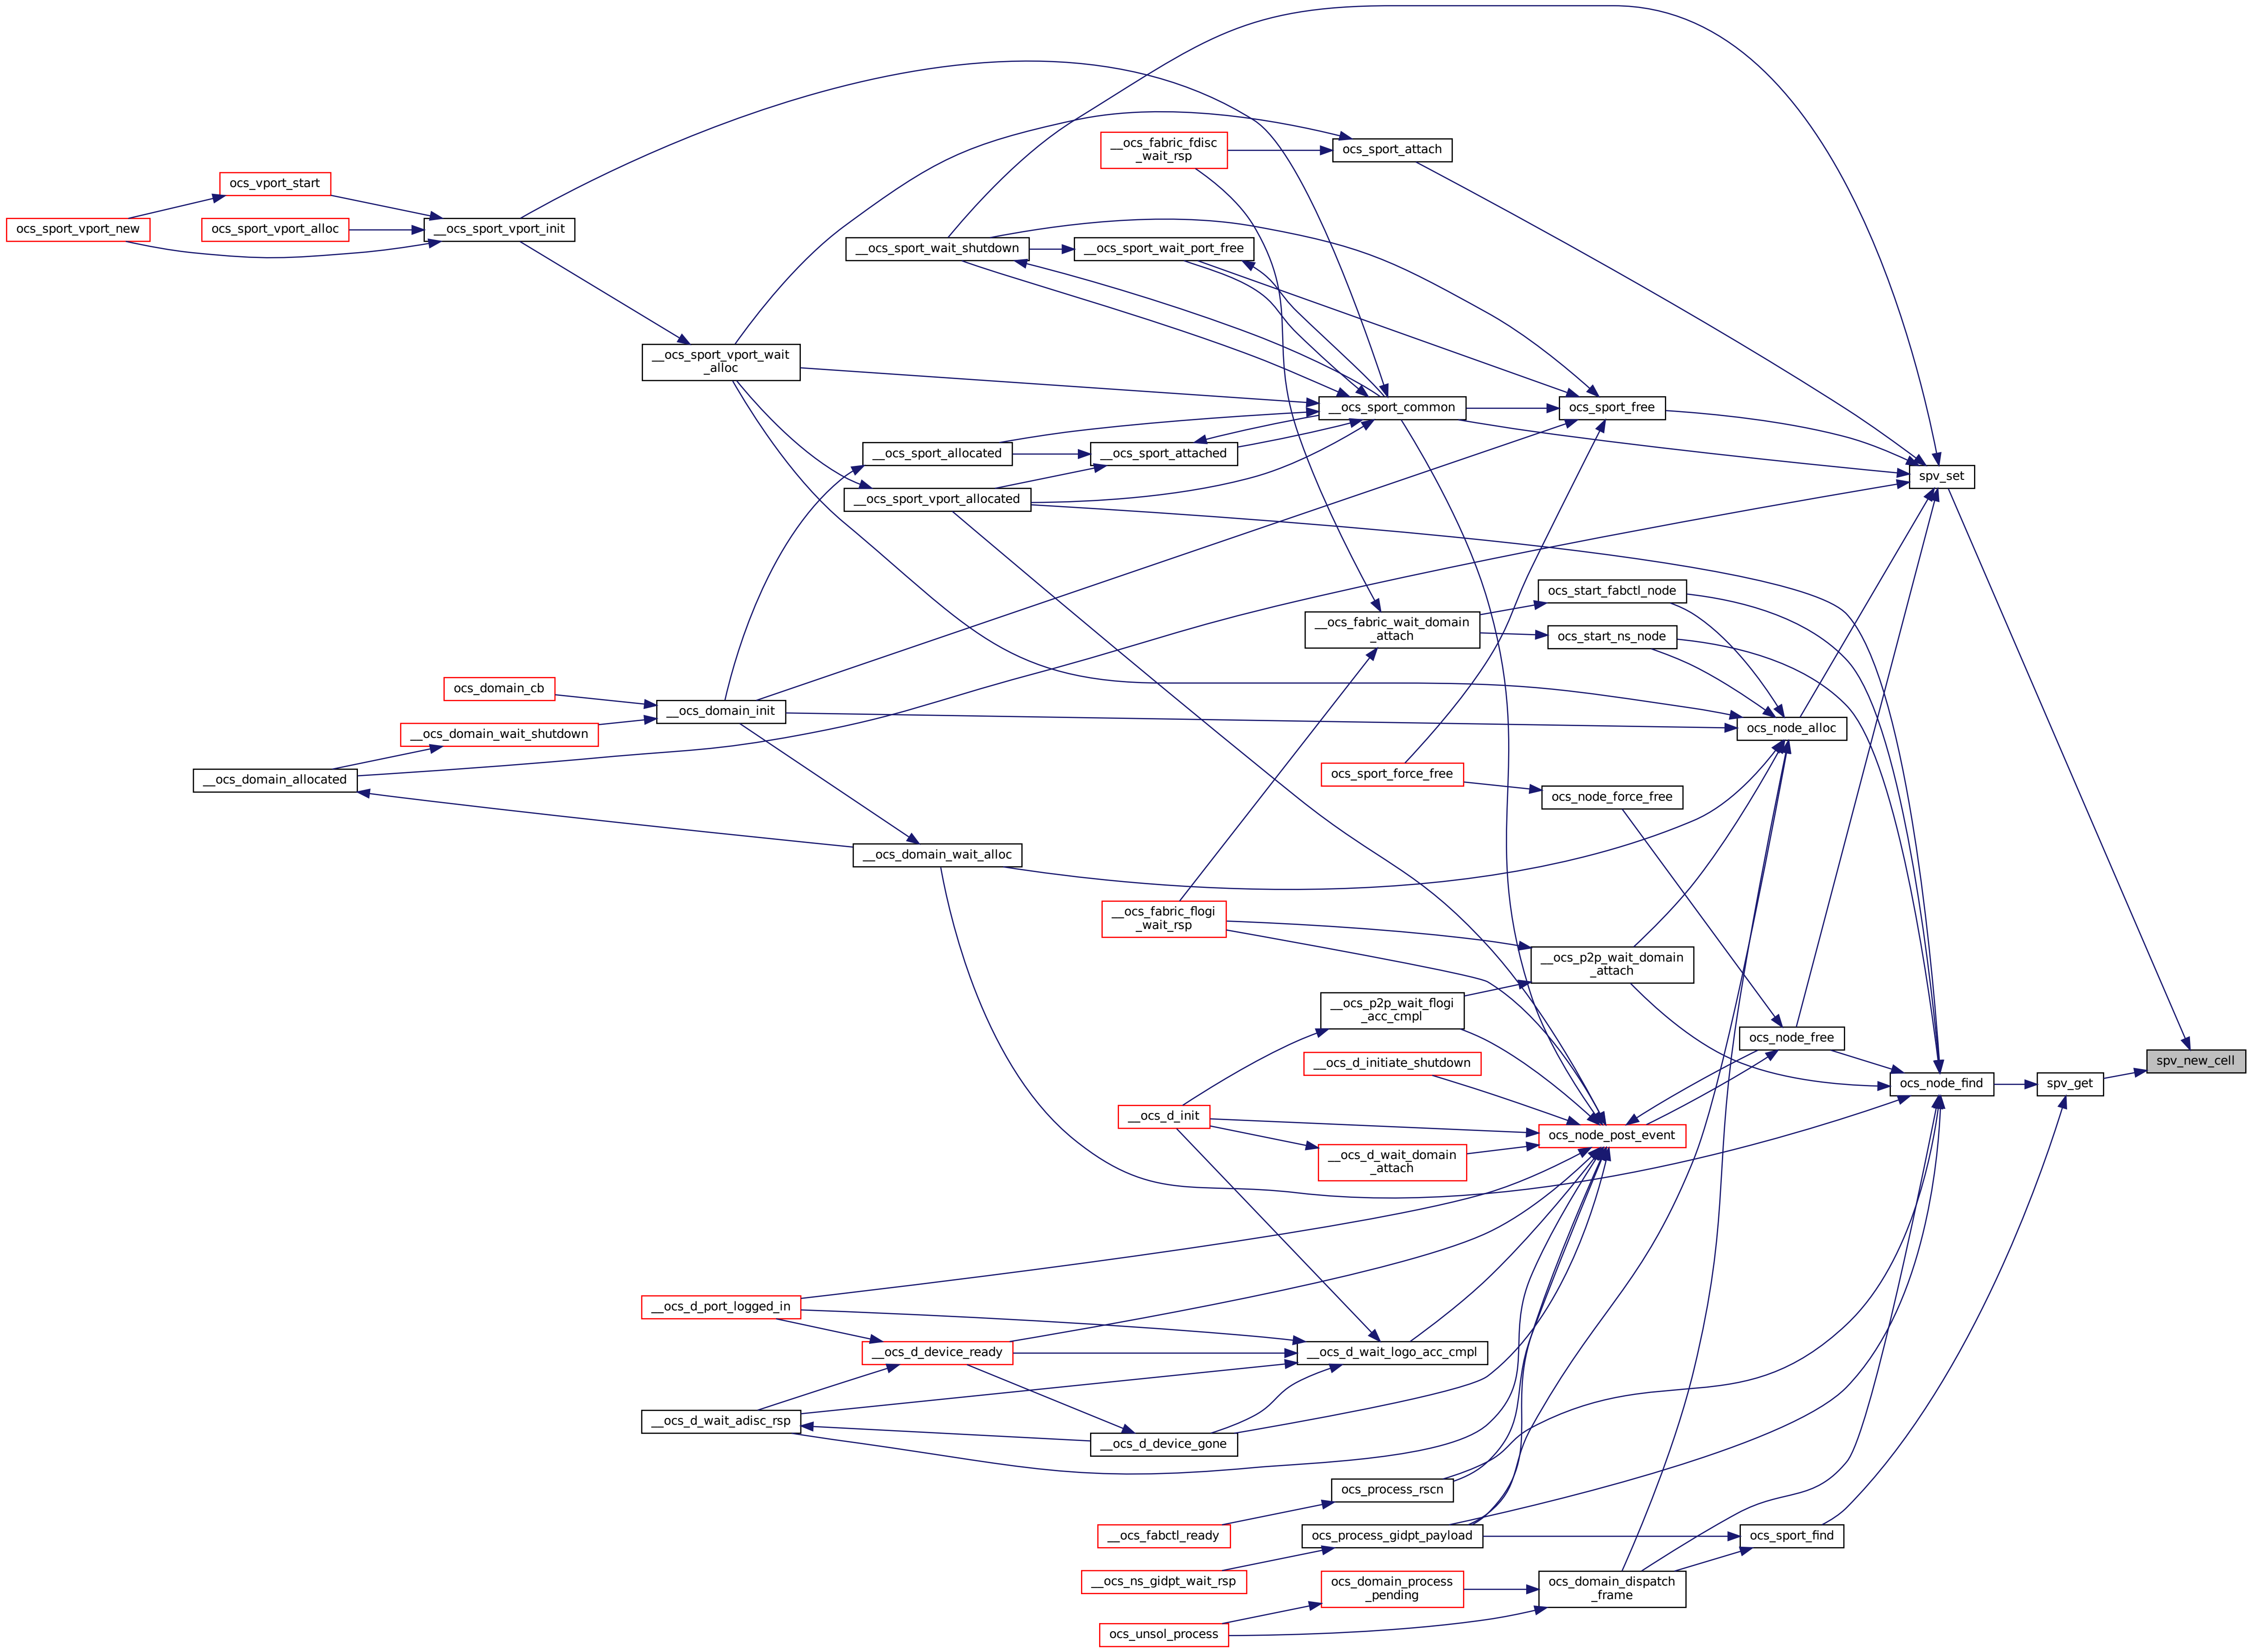 __ocs_fabric_fdisc
_wait_rsp
ocs_sport_attach
ocs_vport_start
ocs_sport_vport_new
ocs_sport_vport_alloc
__ocs_sport_vport_init
__ocs_sport_wait_shutdown
__ocs_sport_wait_port_free
__ocs_sport_vport_wait
_alloc
__ocs_sport_common
ocs_sport_free
__ocs_sport_allocated
__ocs_sport_attached
spv_set
__ocs_sport_vport_allocated
ocs_start_fabctl_node
__ocs_fabric_wait_domain
_attach
ocs_start_ns_node
ocs_domain_cb
__ocs_domain_init
__ocs_domain_wait_shutdown
ocs_node_alloc
__ocs_domain_allocated
ocs_sport_force_free
ocs_node_force_free
__ocs_domain_wait_alloc
__ocs_fabric_flogi
_wait_rsp
__ocs_p2p_wait_domain
_attach
__ocs_p2p_wait_flogi
_acc_cmpl
ocs_node_free
__ocs_d_initiate_shutdown
spv_new_cell
ocs_node_find
spv_get
__ocs_d_init
ocs_node_post_event
__ocs_d_wait_domain
_attach
__ocs_d_port_logged_in
__ocs_d_device_ready
__ocs_d_wait_logo_acc_cmpl
__ocs_d_wait_adisc_rsp
__ocs_d_device_gone
ocs_process_rscn
__ocs_fabctl_ready
ocs_process_gidpt_payload
ocs_sport_find
__ocs_ns_gidpt_wait_rsp
ocs_domain_process
_pending
ocs_domain_dispatch
_frame
ocs_unsol_process